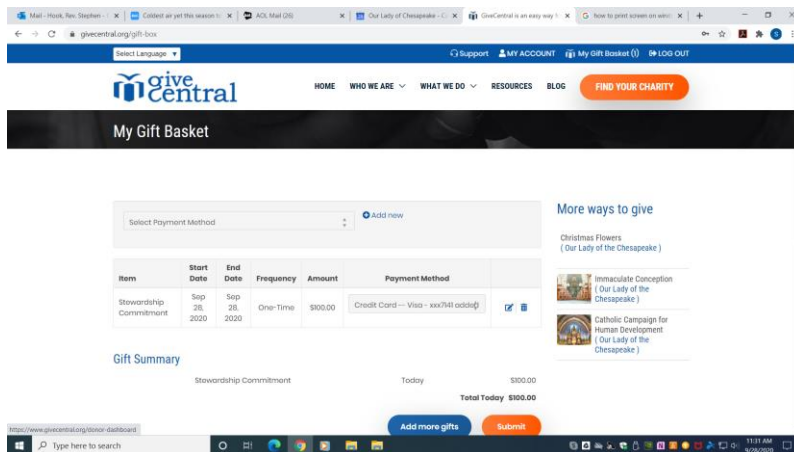 Mail - Hook, Rev. Stephen -
Coldest air yet this season to
AOL Mail (26)
Our Lady of Chesapeake - Ca
GiveCentral is an easy way t
how to print screen on wind
givecentral.org/gift-box
Select Language
Support MY ACCOUNT My Gift Basket (1) LOG OUT
give central
HOME WHO WE ARE WHAT WE DO RESOURCES BLOG FIND YOUR CHARITY
My Gift Basket
Select Payment Method
Add new
Item Start Date End Date Frequency Amount Payment Method
Stewardship Commitment Sep 28, 2020 Sep 28, 2020 One-Time $100.00 Credit Card -- Visa - xxx7141 added
Gift Summary
Stewardship Commitment Today $100.00
Total Today $100.00
Add more gifts Submit
More ways to give
Christmas Flowers
( Our Lady of the Chesapeake )
Immaculate Conception
( Our Lady of the
Chesapeake )
Catholic Campaign for
Human Development
( Our Lady of the
Chesapeake )
https://www.givecentral.org/donor-dashboard
Type here to search
11:31 AM
9/28/2020